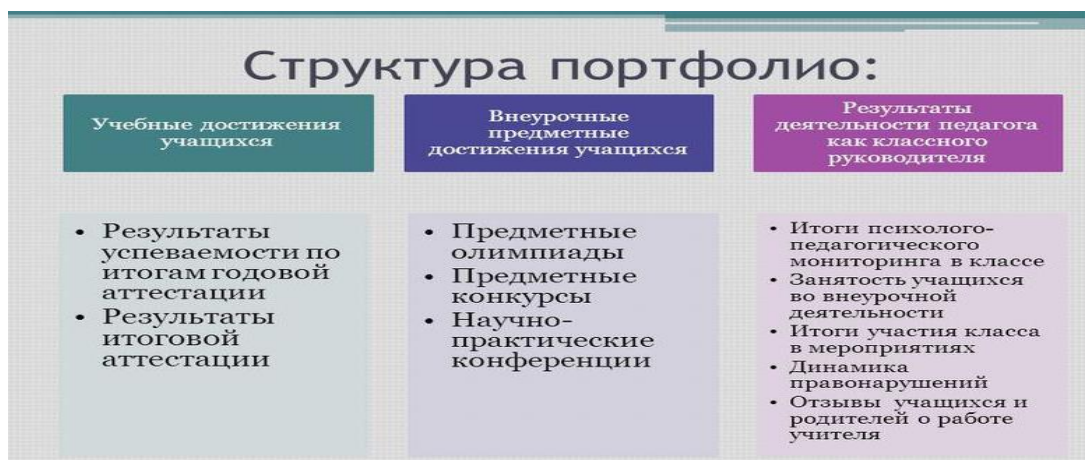 Структура портфолио:
Учебные достижения
учащихся
Внеурочные
предметные
достижения учащихся
Результаты
деятельности педагога
как классного
руководителя
• Результаты
успеваемости по
итогам годовой
аттестации
• Результаты
итоговой
аттестации
• Предметные
олимпиады
• Предметные
конкурсы
• Научно-
практические
конференции
• Итоги психолого-
педагогического
мониторинга в классе
• Занятость учащихся
во внеурочной
деятельности
• Итоги участия класса
в мероприятиях
• Динамика
правонарушений
• Отзывы учащихся и
родителей о работе
учителя